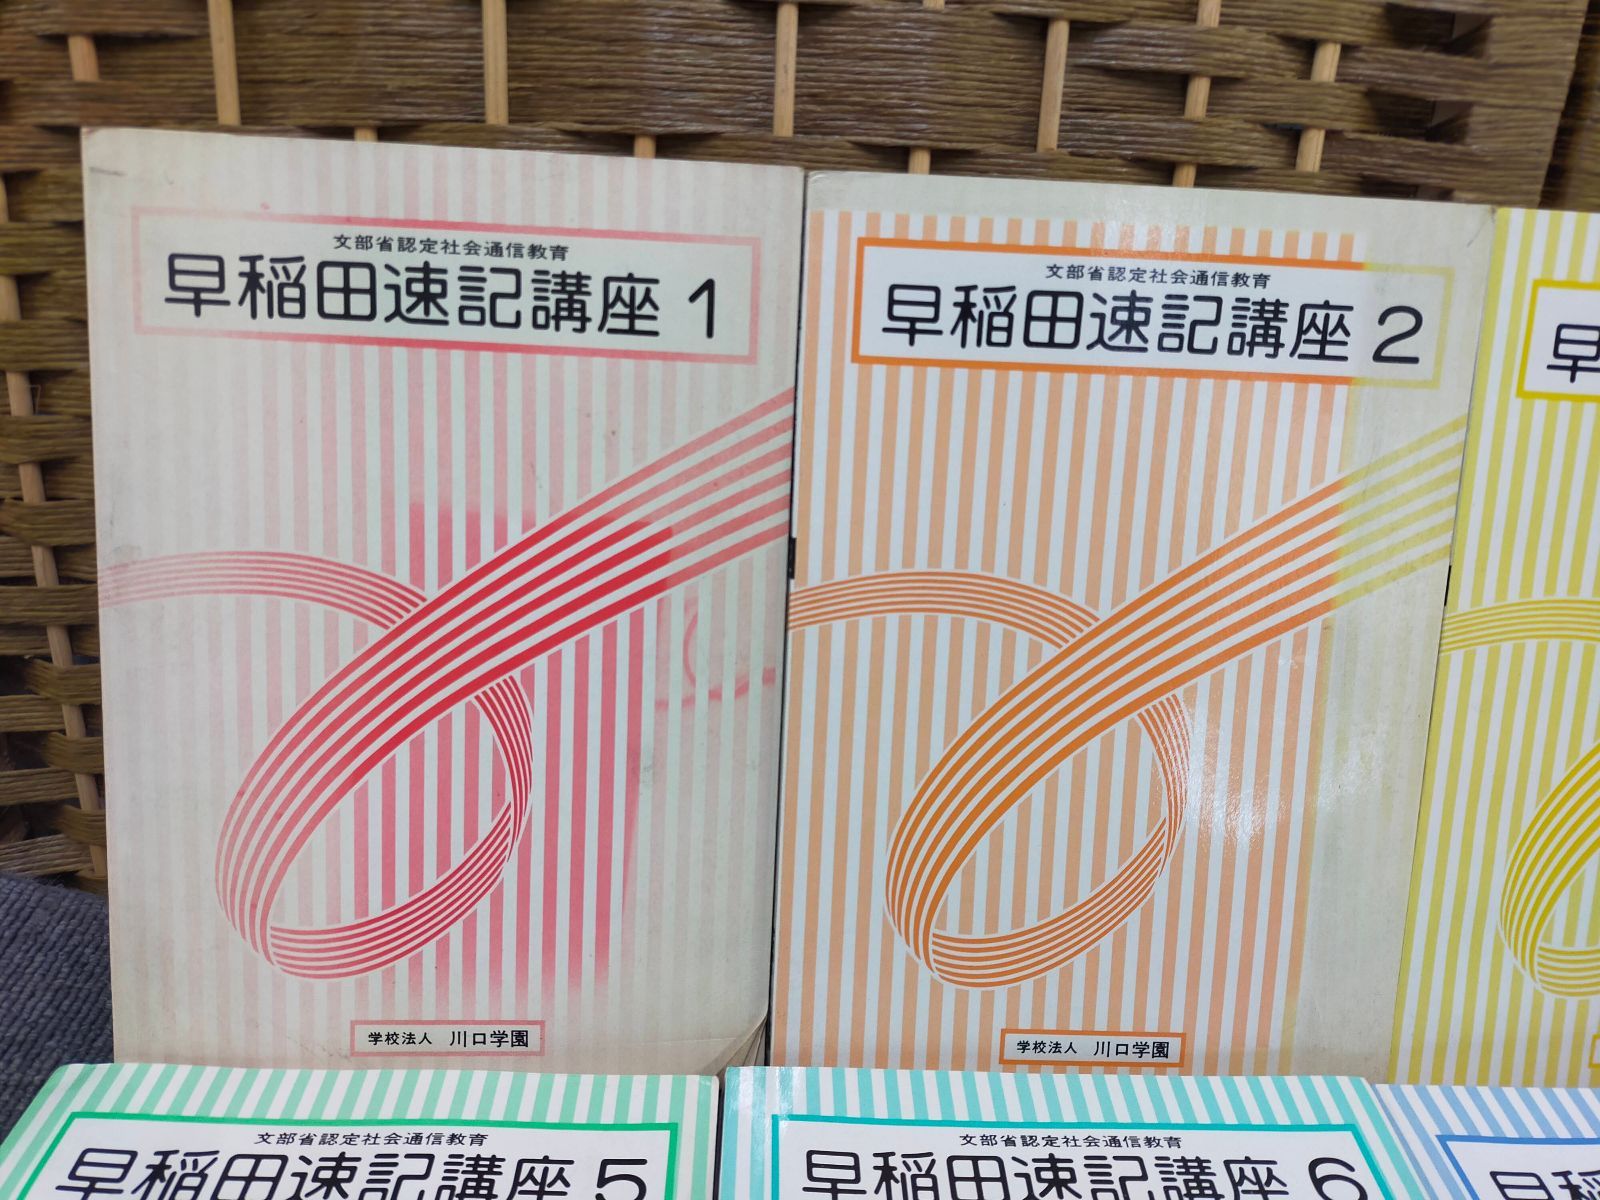 文部省認定社会通信教育
早稲田速記講座 1
学校法人 川口学園
文部省認定社会通信教育
早稲田速記講座 2
学校法人 川口学園
早
文部省認定社会通信教育
早稲田速記講座 5
文部省認定社会通信教育
早稲田速記講座 6
早稲